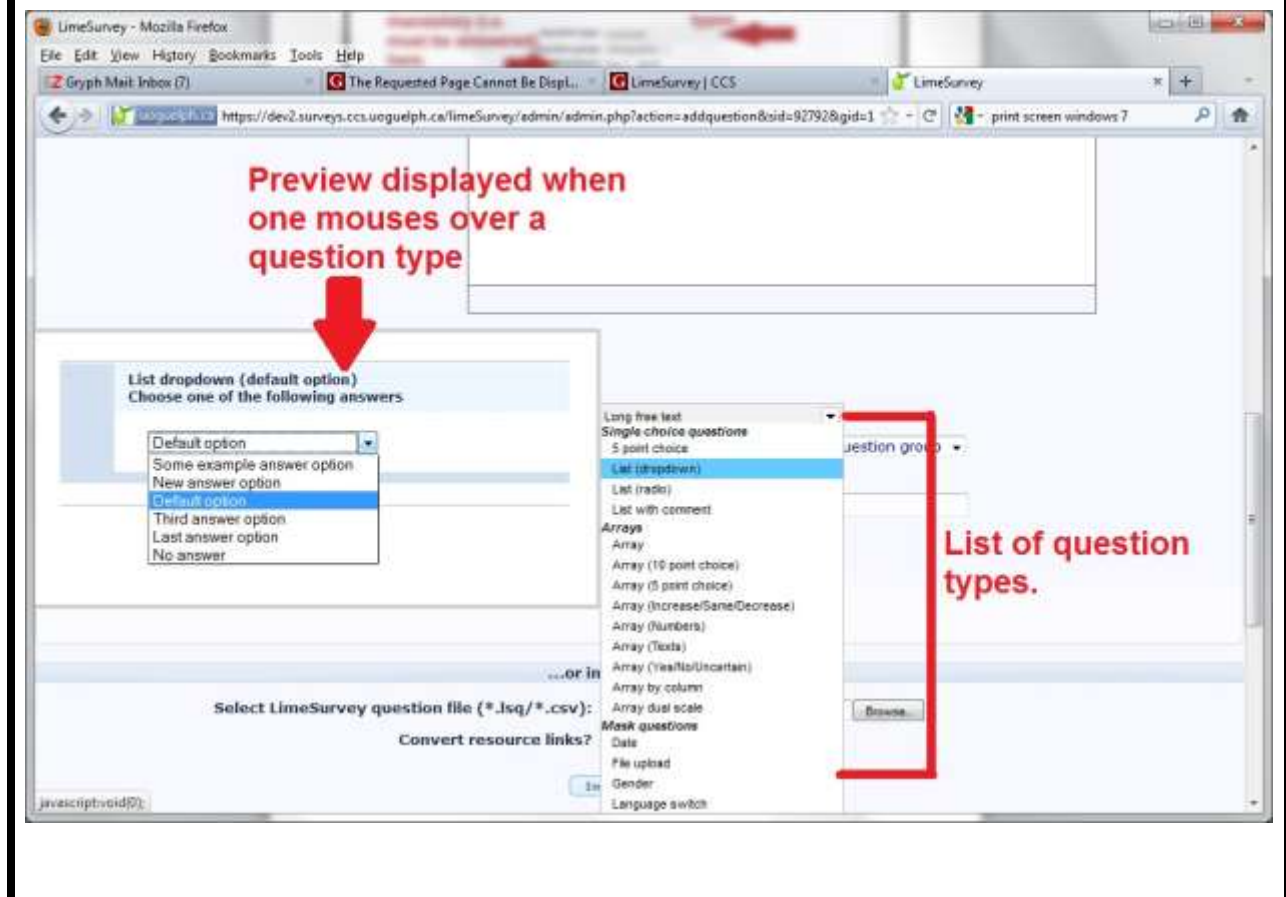 LimeSurvey - Mozilla Firefox
File Edit View History Bookmarks Tools Help
Gryph Mail: Inbox (7)
The Requested Page Cannot Be Displ...
LimeSurvey | CCS
LimeSurvey
uoguelph.ca https://dev2.surveys.ccs.uoguelph.ca/limeSurvey/admin/admin.php?action=addquestion&sid=92792&gid=1
print screen windows 7
Preview displayed when
one mouses over a
question type
List dropdown (default option)
Choose one of the following answers
Default option
Some example answer option
New answer option
Default option
Third answer option
Last answer option
No answer
Long free text
Single choice questions
5 point choice
List (dropdown)
List (radio)
List with comment
Arrays
Array
Array (10 point choice)
Array (5 point choice)
Array (Increase/Same/Decrease)
Array (Numbers)
Array (Texts)
Array (Yes/No/Uncertain)
Array by column
Array dual scale
Mask questions
Date
File upload
Gender
Language switch
uestion group
List of question
types.
...or in
Select LimeSurvey question file (*.lsq/*.csv):
Browse...
Convert resource links?
javascript:void(0);